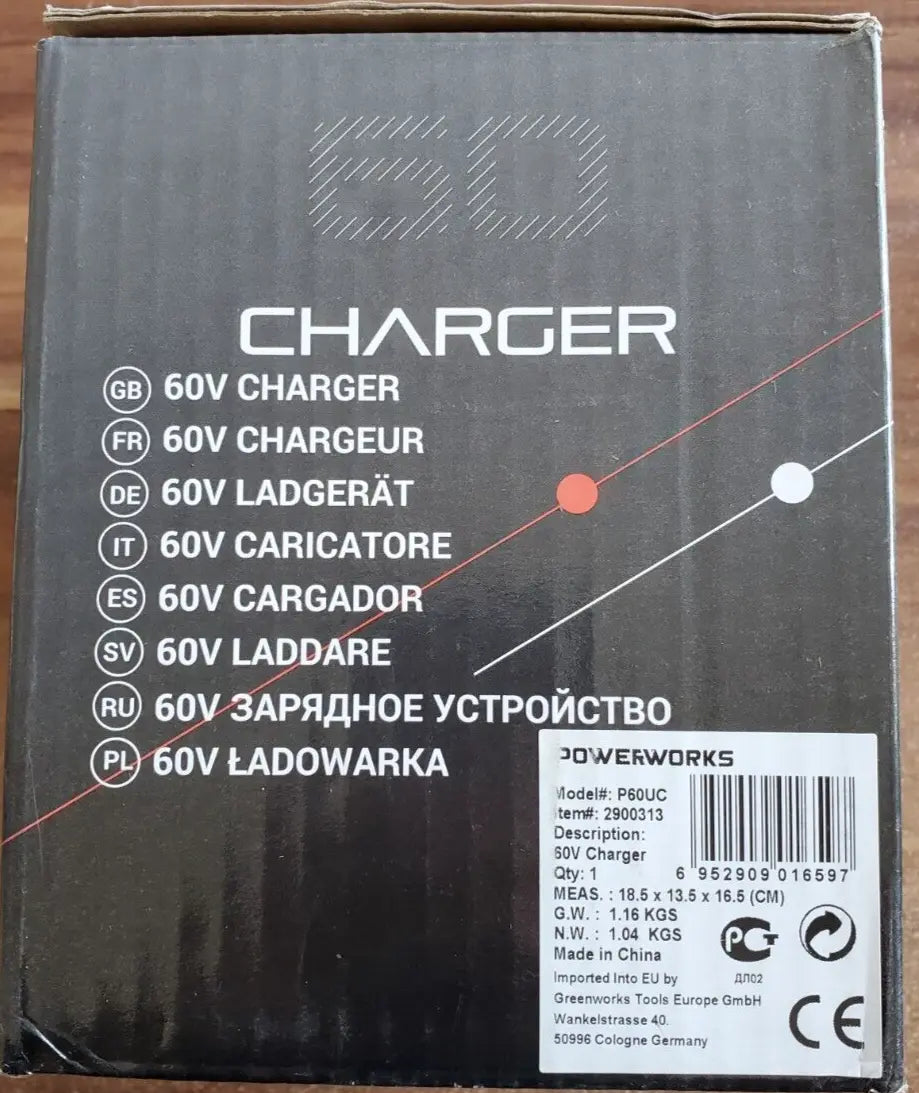 60
CHARGER
GB 60V CHARGER
FR 60V CHARGEUR
DE 60V LADGERÄT
IT 60V CARICATORE
ES 60V CARGADOR
SV 60V LADDARE
RU 60V ЗАРЯДНОЕ УСТРОЙСТВО
PL 60V ŁADOWARKA
POWERWORKS
Model#: P60UC
Item#: 2900313
Description:
60V Charger
Qty: 1
6 952909 016597
MEAS. : 18.5 x 13.5 x 16.5 (CM)
G.W. : 1.16 KGS
N.W. : 1.04 KGS
Made in China
РСТ
ДЛ02
Imported Into EU by
Greenworks Tools Europe GmbH
Wankelstrasse 40.
50996 Cologne Germany
CE